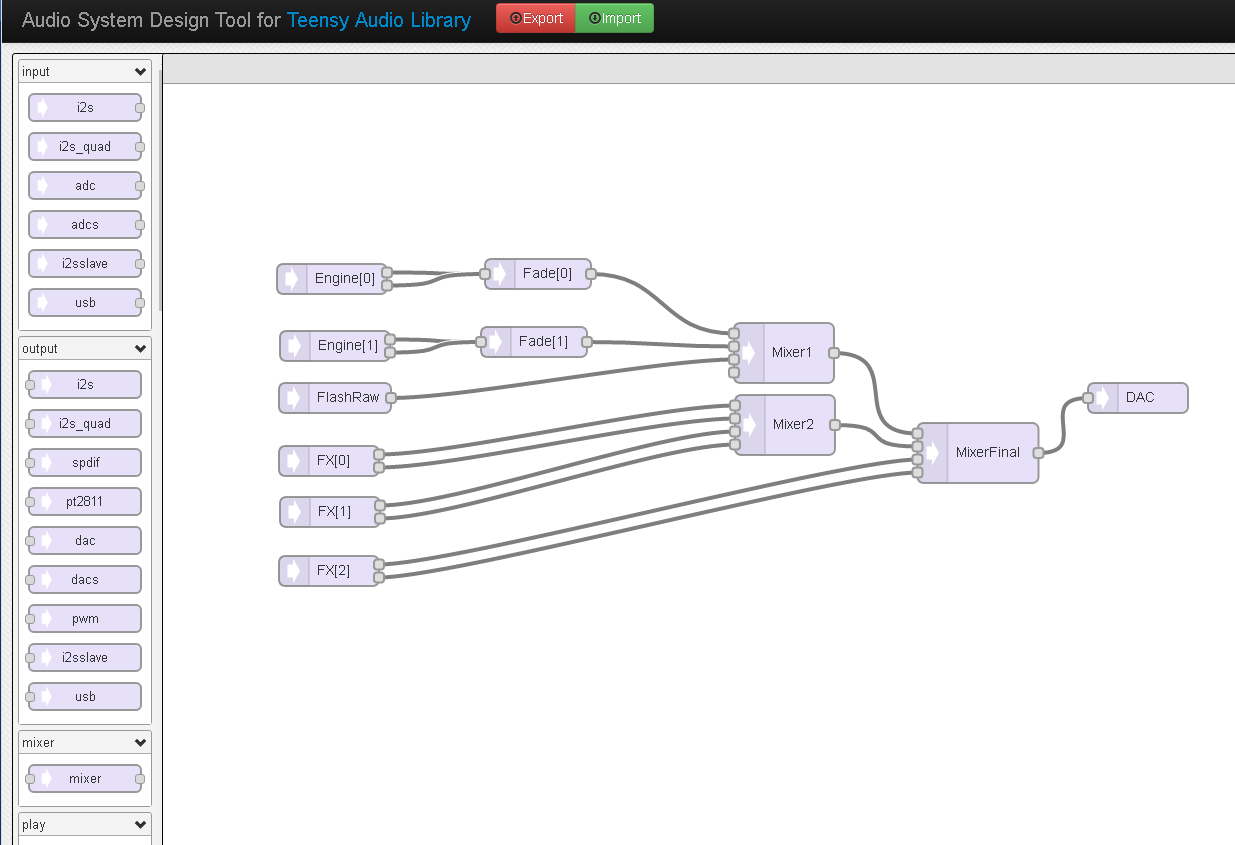 Audio System Design Tool for Teensy Audio Library
Export
Import
input
i2s
i2s_quad
adc
adcs
i2sslave
usb
output
i2s
i2s_quad
spdif
pt2811
dac
dacs
pwm
i2sslave
usb
mixer
mixer
play
Engine[0]
Fade[0]
Engine[1]
Fade[1]
Mixer1
FlashRaw
DAC
Mixer2
FX[0]
MixerFinal
FX[1]
FX[2]